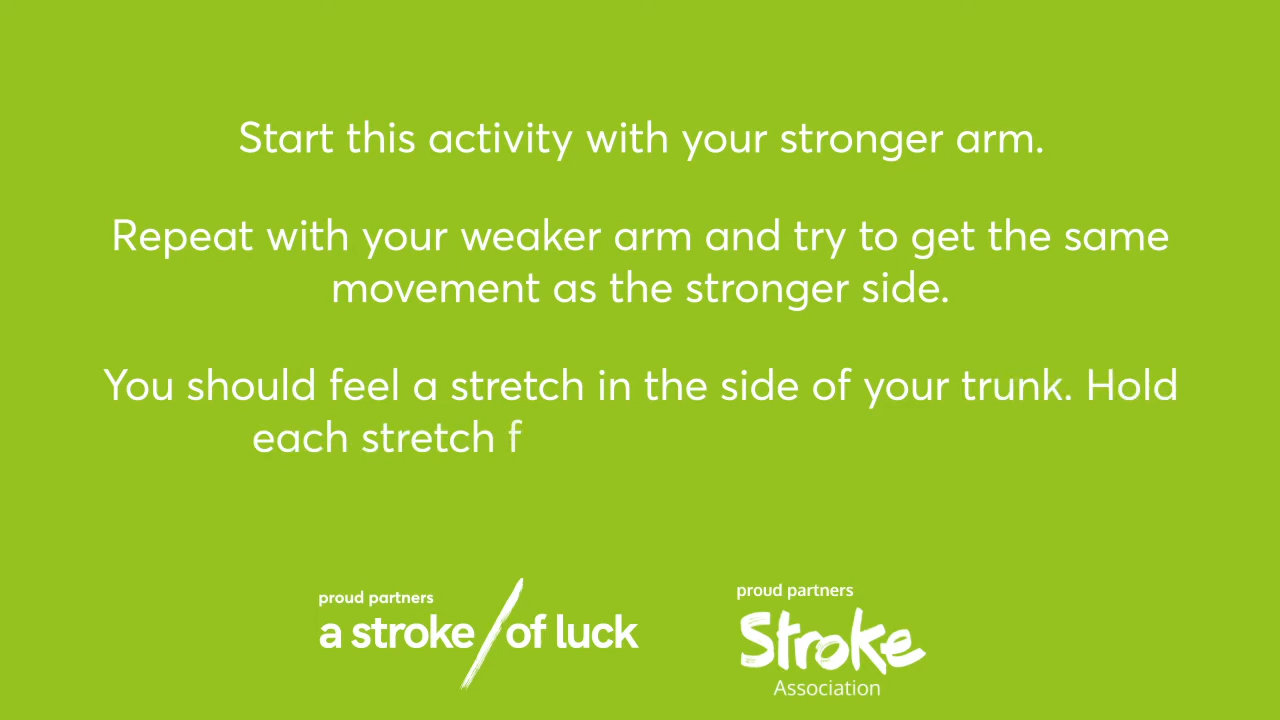 Start this activity with your stronger arm.
Repeat with your weaker arm and try to get the same
movement as the stronger side.
You should feel a stretch in the side of your trunk. Hold
each stretch f
proud partners
a stroke/of luck
proud partners
Stroke
Association